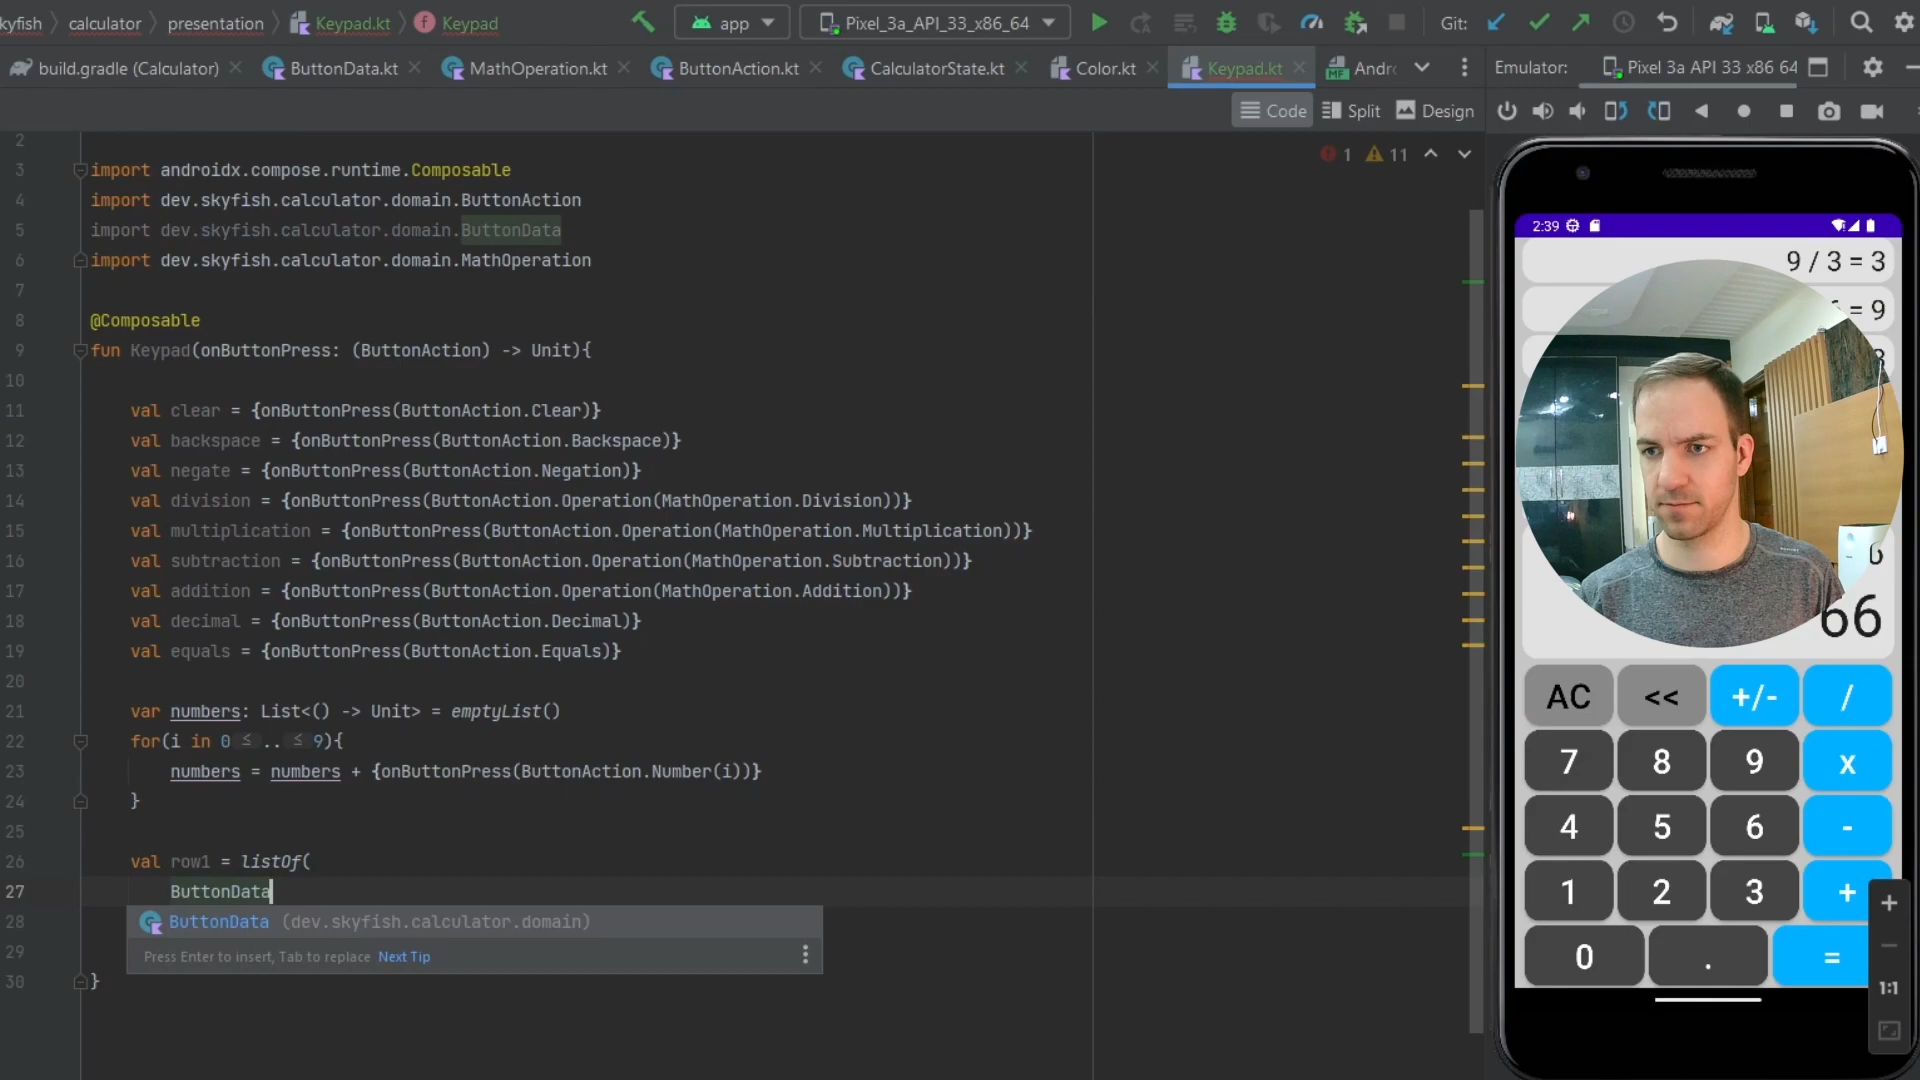 kyfish calculator presentation Keypad.kt Keypad app Pixel_3a_API_33_x86_64 Git:
build.gradle (Calculator) ButtonData.kt MathOperation.kt ButtonAction.kt CalculatorState.kt Color.kt Keypad.kt Andr Emulator: Pixel 3a API 33 x86 64
Code Split Design
1 11
2
3 import androidx.compose.runtime.Composable
4 import dev.skyfish.calculator.domain.ButtonAction
5 import dev.skyfish.calculator.domain.ButtonData
6 import dev.skyfish.calculator.domain.MathOperation
7
8 @Composable
9 fun Keypad(onButtonPress: (ButtonAction) -> Unit){
10
11 val clear = {onButtonPress(ButtonAction.Clear)}
12 val backspace = {onButtonPress(ButtonAction.Backspace)}
13 val negate = {onButtonPress(ButtonAction.Negation)}
14 val division = {onButtonPress(ButtonAction.Operation(MathOperation.Division))}
15 val multiplication = {onButtonPress(ButtonAction.Operation(MathOperation.Multiplication))}
16 val subtraction = {onButtonPress(ButtonAction.Operation(MathOperation.Subtraction))}
17 val addition = {onButtonPress(ButtonAction.Operation(MathOperation.Addition))}
18 val decimal = {onButtonPress(ButtonAction.Decimal)}
19 val equals = {onButtonPress(ButtonAction.Equals)}
20
21 var numbers: List<() -> Unit> = emptyList()
22 for(i in 0 ≤ .. ≤ 9){
23 numbers = numbers + {onButtonPress(ButtonAction.Number(i))}
24 }
25
26 val row1 = listOf(
27 ButtonData
28 ButtonData (dev.skyfish.calculator.domain)
29 Press Enter to insert, Tab to replace Next Tip
30 }
2:39
9 / 3 = 3
= 9
66
AC << +/- /
7 8 9 x
4 5 6 -
1 2 3 +
0 . =
+
−
1:1